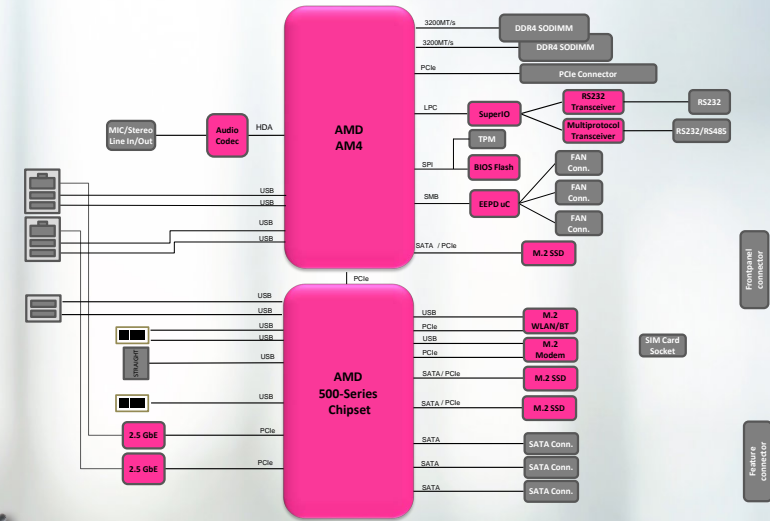 3200MT/s
DDR4 SODIMM
3200MT/s
DDR4 SODIMM
PCIe
PCIe Connector
MIC/Stereo
Line In/Out
Audio
Codec
HDA
AMD
AM4
LPC
SuperIO
RS232
Transceiver
RS232
Multiprotocol
Transceiver
RS232/RS485
TPM
SPI
BIOS Flash
SMB
EEPD uC
FAN
Conn.
FAN
Conn.
FAN
Conn.
USB
USB
USB
USB
SATA / PCIe
M.2 SSD
PCIe
Frontpanel
connector
USB
USB
USB
USB
STRAIGHT
USB
USB
PCIe
2.5 GbE
PCIe
2.5 GbE
AMD
500-Series
Chipset
USB
PCIe
M.2
WLAN/BT
USB
PCIe
M.2
Modem
SATA/ PCIe
M.2 SSD
SATA / PCIe
M.2 SSD
SATA
SATA Conn.
SATA
SATA Conn.
SATA
SATA Conn.
SIM Card
Socket
Feature
connector